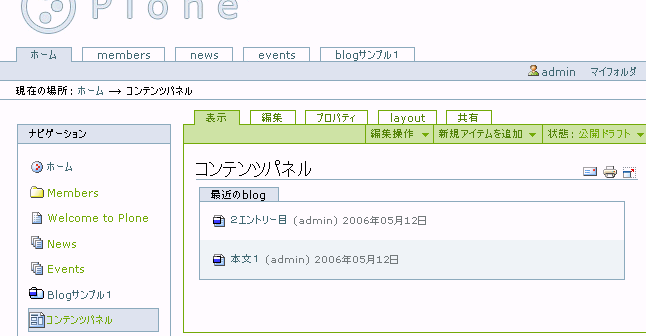 Plone
ホーム members news events blogサンプル1
admin マイフォルダ
現在の場所: ホーム → コンテンツパネル
ナビゲーション
ホーム
Members
Welcome to Plone
News
Events
Blogサンプル1
コンテンツパネル
表示 編集 プロパティ layout 共有
編集操作 新規アイテムを追加 状態: 公開ドラフト
コンテンツパネル
最近のblog
2エントリー目 (admin) 2006年05月12日
本文1 (admin) 2006年05月12日